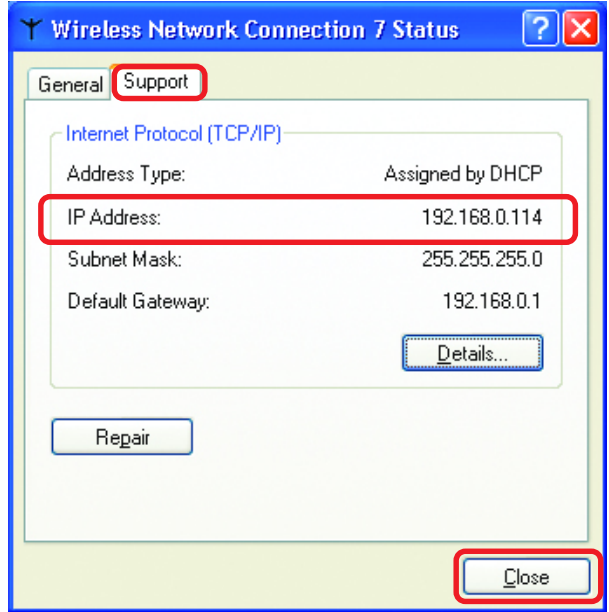 Wireless Network Connection 7 Status
?
General Support
Internet Protocol (TCP/IP)
Address Type: Assigned by DHCP
IP Address: 192.168.0.114
Subnet Mask: 255.255.255.0
Default Gateway: 192.168.0.1
Details...
Repair
Close